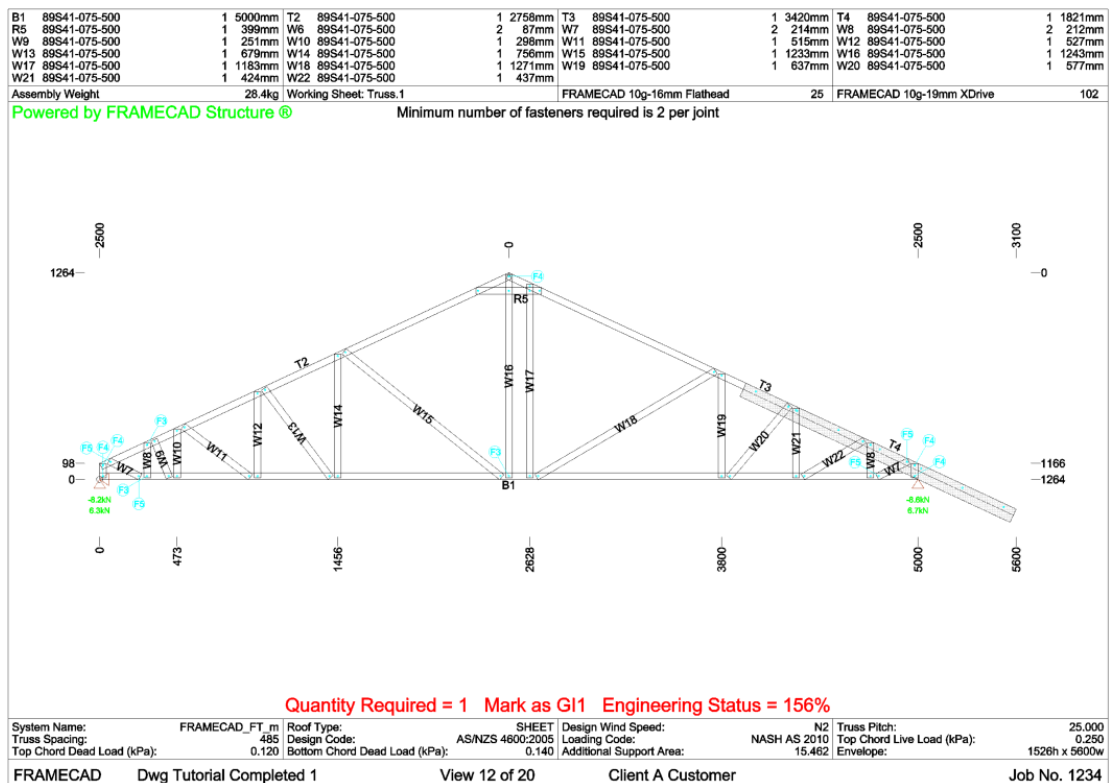 B1 89S41-075-500 1 5000mm T2 89S41-075-500 1 2758mm T3 89S41-075-500 1 3420mm T4 89S41-075-500 1 1821mm
R5 89S41-075-500 1 399mm W6 89S41-075-500 2 87mm W7 89S41-075-500 2 214mm W8 89S41-075-500 2 212mm
W9 89S41-075-500 1 251mm W10 89S41-075-500 1 298mm W11 89S41-075-500 1 515mm W12 89S41-075-500 1 527mm
W13 89S41-075-500 1 679mm W14 89S41-075-500 1 756mm W15 89S41-075-500 1 1233mm W16 89S41-075-500 1 1243mm
W17 89S41-075-500 1 1183mm W18 89S41-075-500 1 1271mm W19 89S41-075-500 1 637mm W20 89S41-075-500 1 577mm
W21 89S41-075-500 1 424mm W22 89S41-075-500 1 437mm
Assembly Weight 28.4kg Working Sheet: Truss.1 FRAMECAD 10g-16mm Flathead 25 FRAMECAD 10g-19mm XDrive 102
Powered by FRAMECAD Structure ® Minimum number of fasteners required is 2 per joint
2500 0 2500 3100
1264 F4 0
R5
T2 W16 W17 T3
W14 W15 W18 W19
W12 W13 W20 W21
F3 F5 F4 F4 W10 W11 W22 T4 F5 F4
98 W7 W8 W9 F3 F5 W8 W7 F4 1166
0 F3 B1 1264
F5
-6.2kN -6.6kN
6.3kN 6.7kN
0 473 1456 2628 3800 5000 5600
Quantity Required = 1 Mark as GI1 Engineering Status = 156%
System Name: FRAMECAD_FT_m Roof Type: SHEET Design Wind Speed: N2 Truss Pitch: 25.000
Truss Spacing: 485 Design Code: AS/NZS 4600:2005 Loading Code: NASH AS 2010 Top Chord Live Load (kPa): 0.250
Top Chord Dead Load (kPa): 0.120 Bottom Chord Dead Load (kPa): 0.140 Additional Support Area: 15.462 Envelope: 1526h x 5600w
FRAMECAD Dwg Tutorial Completed 1 View 12 of 20 Client A Customer Job No. 1234